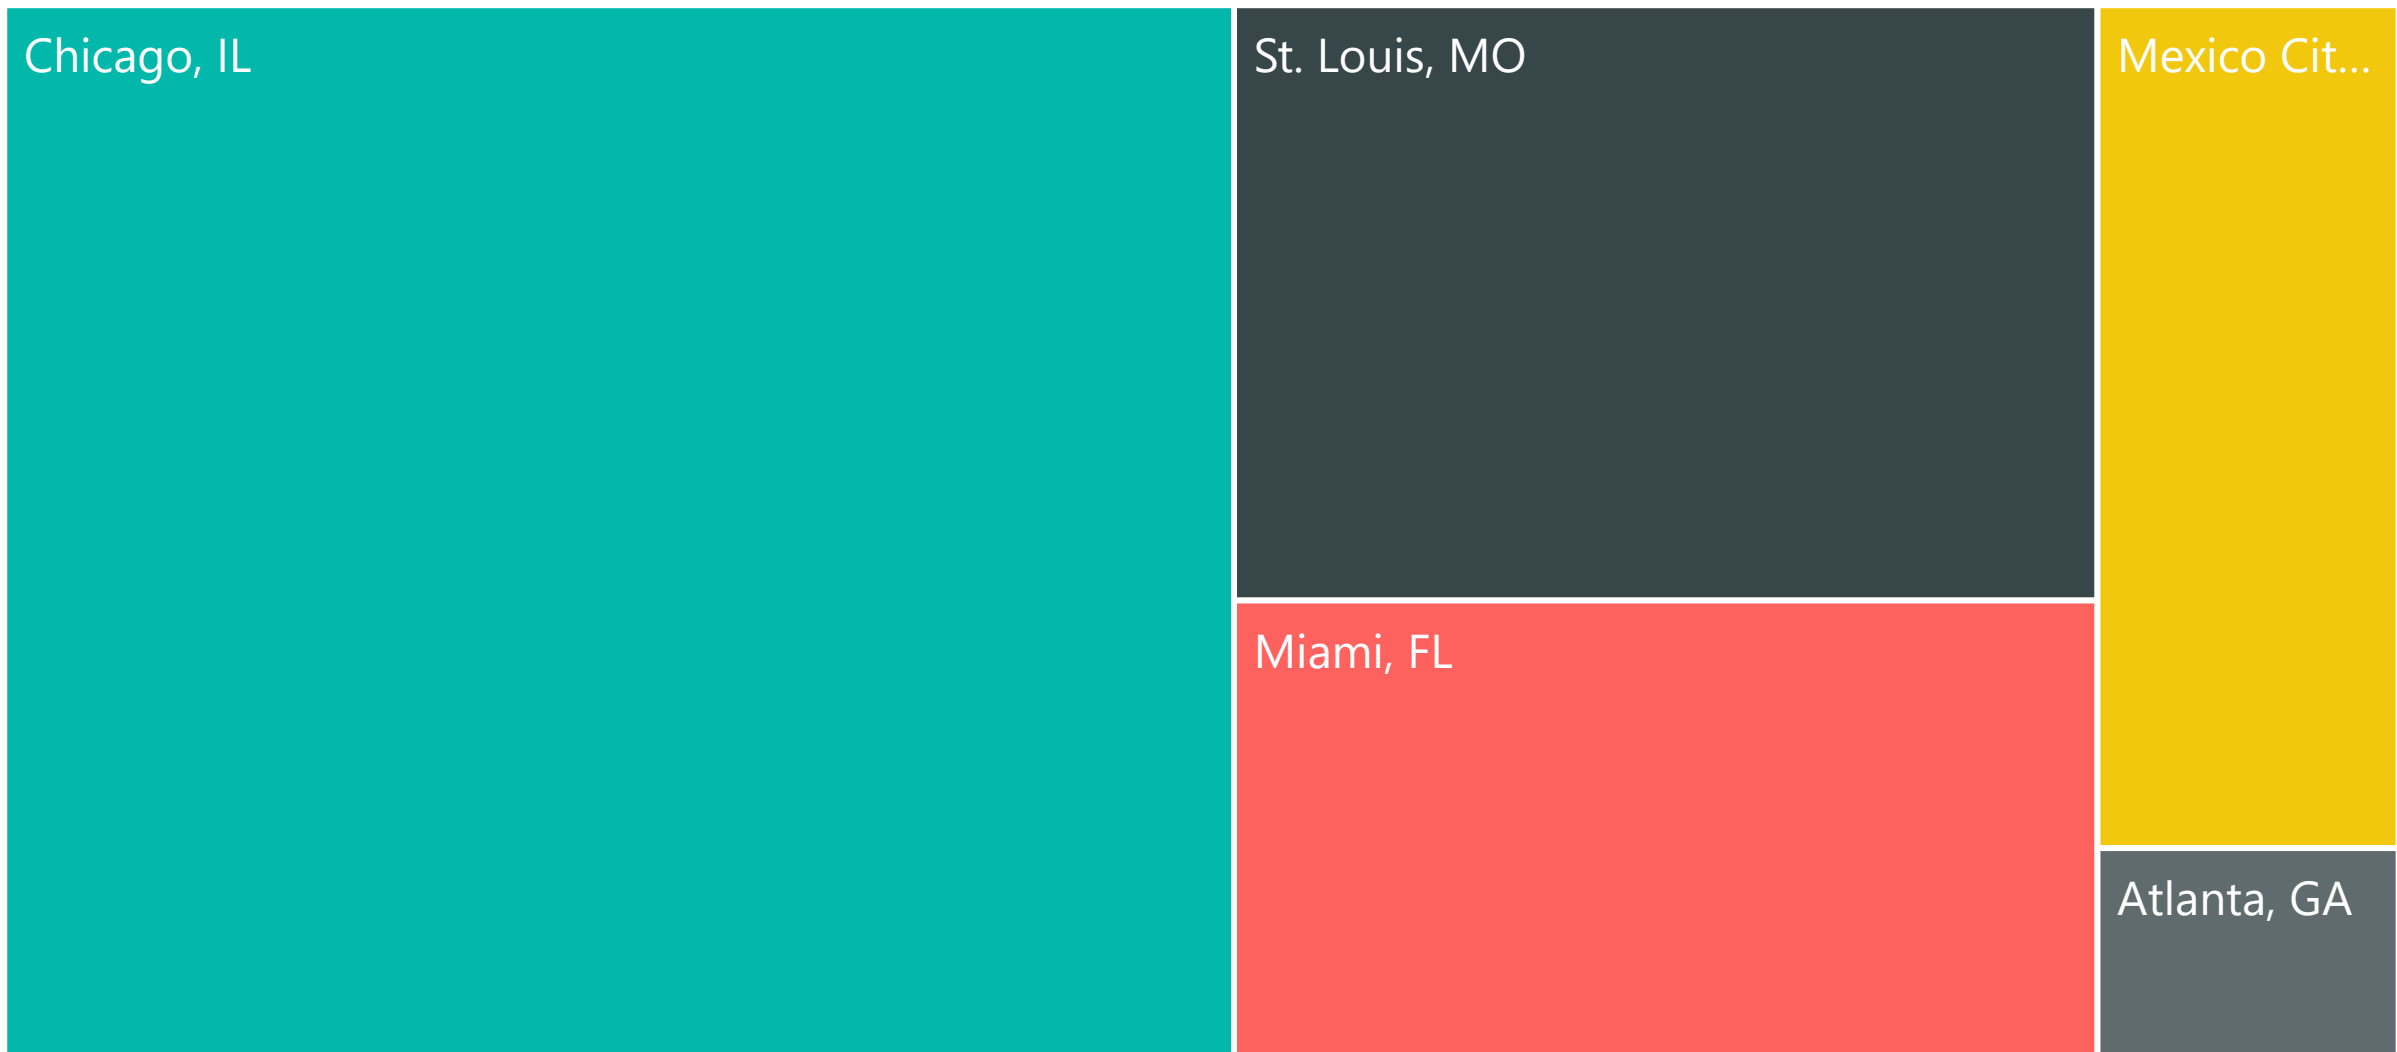 Chicago, IL
St. Louis, MO
Mexico Cit...
Miami, FL
Atlanta, GA